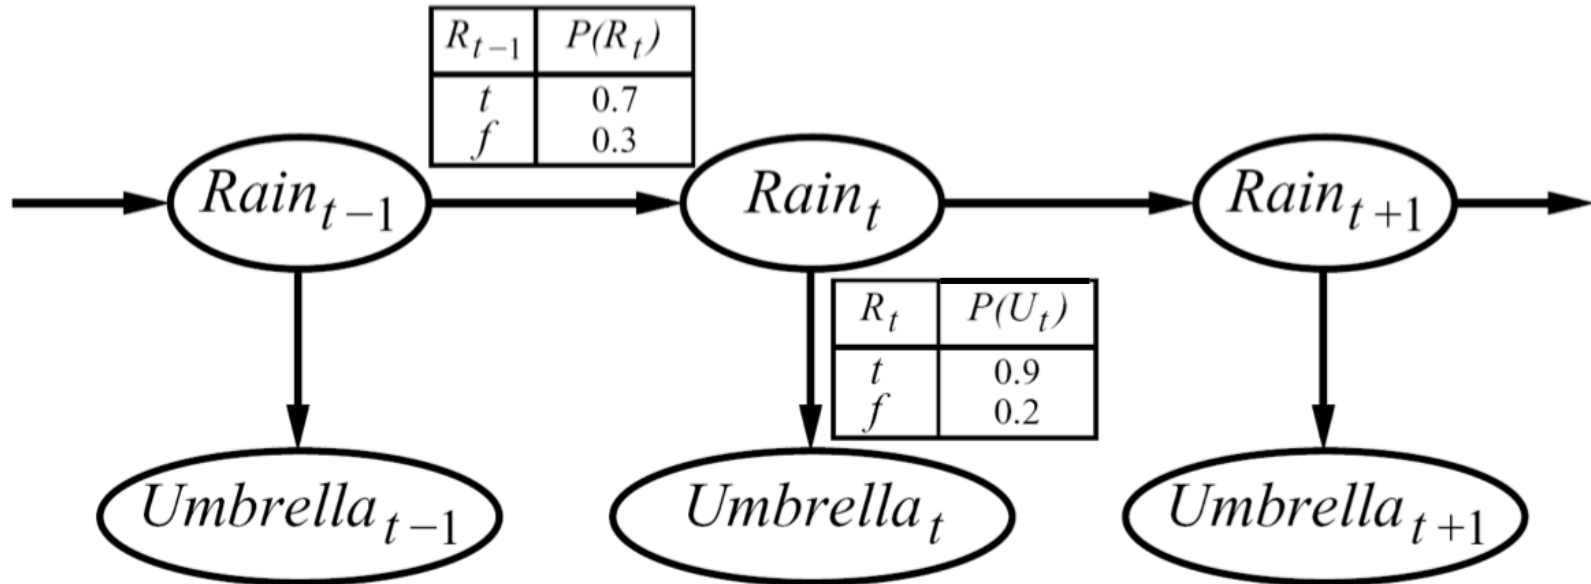 R_{t-1} P(R_t)
t 0.7
f 0.3
Rain_{t-1} Rain_t Rain_{t+1}
R_t P(U_t)
t 0.9
f 0.2
Umbrella_{t-1} Umbrella_t Umbrella_{t+1}